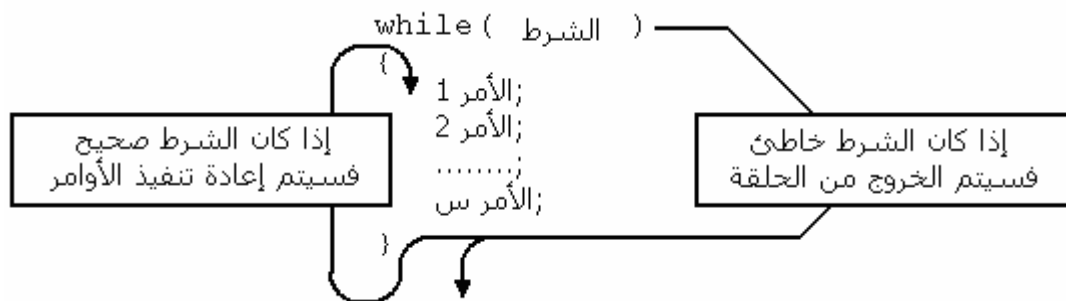 while ( الشرط )
{
الأمر 1;
الأمر 2;
........;
الأمر س;
}
إذا كان الشرط صحيح
فسيتم إعادة تنفيذ الأوامر
إذا كان الشرط خاطئ
فسيتم الخروج من الحلقة